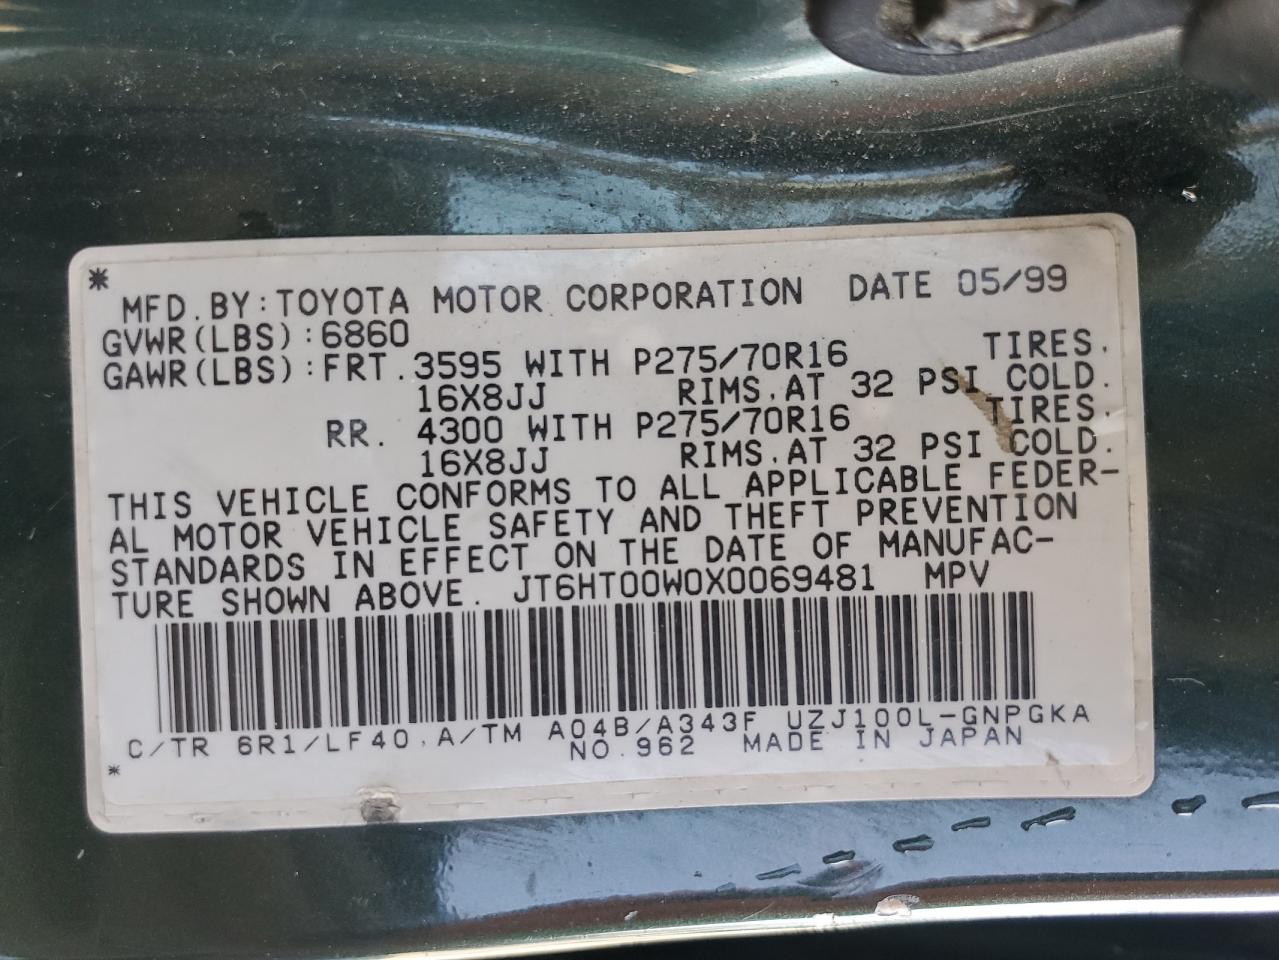 *
MFD. BY: TOYOTA MOTOR CORPORATION DATE 05/99
GVWR(LBS):6860
GAWR(LBS):FRT. 3595 WITH P275/70R16 TIRES.
16X8JJ RIMS. AT 32 PSI COLD.
RR. 4300 WITH P275/70R16 TIRES.
16X8JJ RIMS. AT 32 PSI COLD.
THIS VEHICLE CONFORMS TO ALL APPLICABLE FEDER-
AL MOTOR VEHICLE SAFETY AND THEFT PREVENTION
STANDARDS IN EFFECT ON THE DATE OF MANUFAC-
TURE SHOWN ABOVE. JT6HT00W0X0069481 MPV
C/TR 6R1/LF40 A/TM A04B/A343F UZJ100L-GNPGKA
* NO.962 MADE IN JAPAN